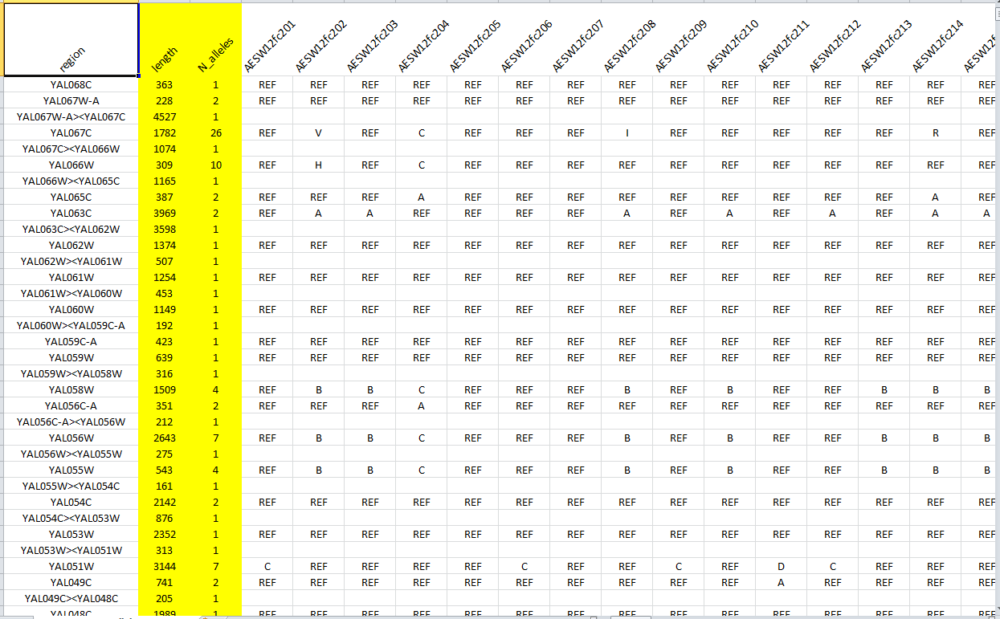 region length N_alleles AESW12fc201 AESW12fc202 AESW12fc203 AESW12fc204 AESW12fc205 AESW12fc206 AESW12fc207 AESW12fc208 AESW12fc209 AESW12fc210 AESW12fc211 AESW12fc212 AESW12fc213 AESW12fc214 AESW12f
YAL068C 363 1 REF REF REF REF REF REF REF REF REF REF REF REF REF REF REF
YAL067W-A 228 2 REF REF REF REF REF REF REF REF REF REF REF REF REF REF REF
YAL067W-A><YAL067C 4527 1
YAL067C 1782 26 REF V REF C REF REF REF I REF REF REF REF REF R REF
YAL067C><YAL066W 1074 1
YAL066W 309 10 REF H REF C REF REF REF REF REF REF REF REF REF REF REF
YAL066W><YAL065C 1165 1
YAL065C 387 2 REF REF REF A REF REF REF REF REF REF REF REF REF A REF
YAL063C 3969 2 REF A A REF REF REF REF A REF A REF A REF A A
YAL063C><YAL062W 3598 1
YAL062W 1374 1 REF REF REF REF REF REF REF REF REF REF REF REF REF REF REF
YAL062W><YAL061W 507 1
YAL061W 1254 1 REF REF REF REF REF REF REF REF REF REF REF REF REF REF REF
YAL061W><YAL060W 453 1
YAL060W 1149 1 REF REF REF REF REF REF REF REF REF REF REF REF REF REF REF
YAL060W><YAL059C-A 192 1
YAL059C-A 423 1 REF REF REF REF REF REF REF REF REF REF REF REF REF REF REF
YAL059W 639 1 REF REF REF REF REF REF REF REF REF REF REF REF REF REF REF
YAL059W><YAL058W 316 1
YAL058W 1509 4 REF B B C REF REF REF B REF B REF REF B B B
YAL056C-A 351 2 REF REF REF A REF REF REF REF REF REF REF REF REF REF REF
YAL056C-A><YAL056W 212 1
YAL056W 2643 7 REF B B C REF REF REF B REF B REF REF B B B
YAL056W><YAL055W 275 1
YAL055W 543 4 REF B B C REF REF REF B REF B REF REF B B B
YAL055W><YAL054C 161 1
YAL054C 2142 2 REF REF REF REF REF REF REF REF REF REF REF REF REF REF REF
YAL054C><YAL053W 876 1
YAL053W 2352 1 REF REF REF REF REF REF REF REF REF REF REF REF REF REF REF
YAL053W><YAL051W 313 1
YAL051W 3144 7 C REF REF REF REF C REF REF C REF D C REF REF REF
YAL049C 741 2 REF REF REF REF REF REF REF REF REF REF A REF REF REF REF
YAL049C><YAL048C 205 1
YAL048C 1989 1 REF REF REF REF REF REF REF REF REF REF REF REF REF REF REF